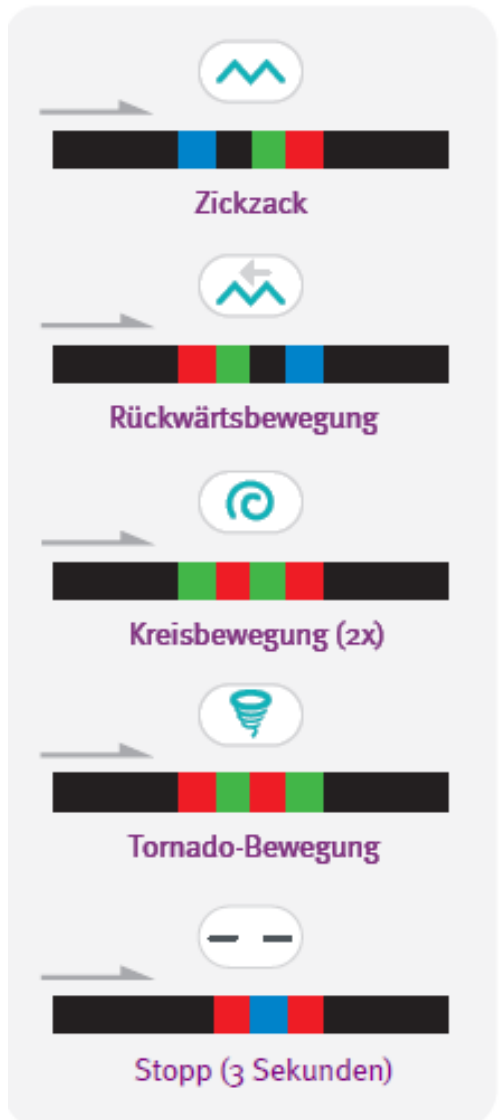 Zickzack
Rückwärtsbewegung
Kreisbewegung (2x)
Tornado-Bewegung
Stopp (3 Sekunden)